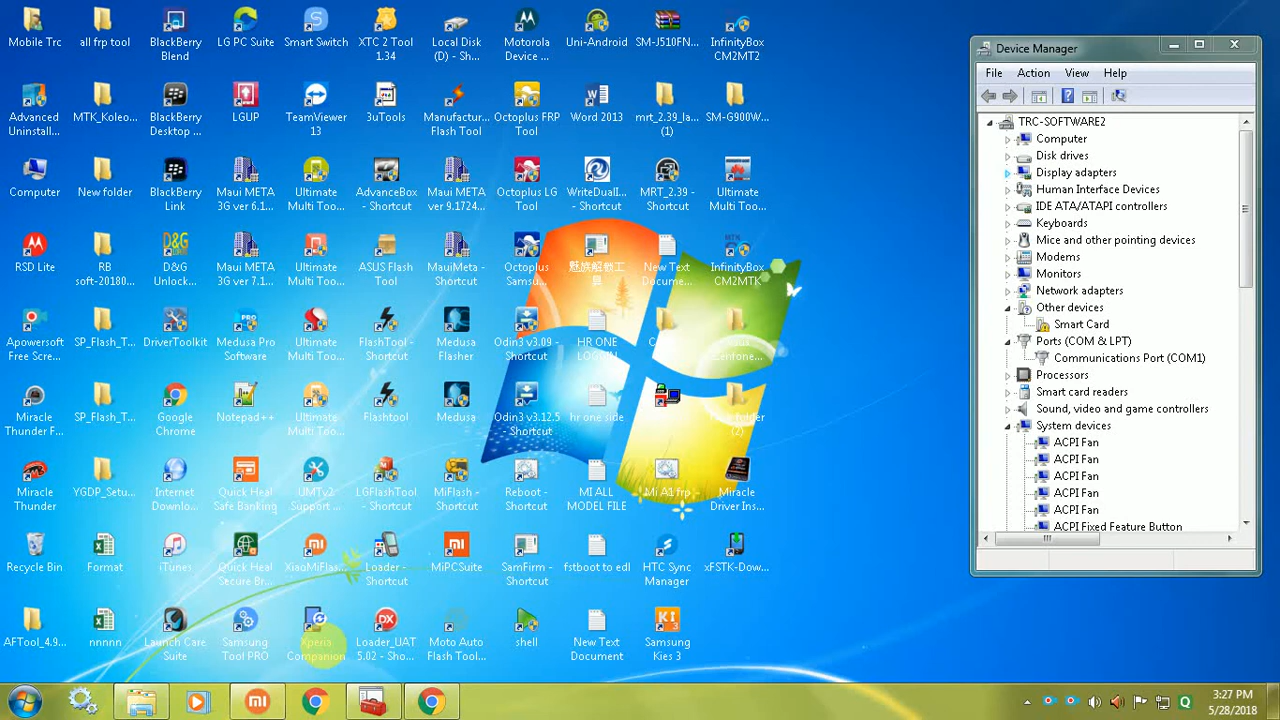 Mobile Trc
all frp tool
BlackBerry
Blend
LG PC Suite
Smart Switch
XTC 2 Tool
1.34
Local Disk
(D) - Sh...
Motorola
Device ...
Uni-Android
SM-J510FN...
InfinityBox
CM2MT2
Advanced
Uninstall...
MTK_Koleo...
BlackBerry
Desktop ...
LGUP
TeamViewer
13
3uTools
Manufactur...
Flash Tool
Octoplus FRP
Tool
Word 2013
mrt_2.39_la...
(1)
SM-G900W...
Computer
New folder
BlackBerry
Link
Maui META
3G ver 6.1...
Ultimate
Multi Too...
AdvanceBox
- Shortcut
Maui META
ver 9.1724...
Octoplus LG
Tool
WriteDualI...
- Shortcut
MRT_2.39 -
Shortcut
Ultimate
Multi Too...
RSD Lite
RB
soft-20180...
D&G
Unlock...
Maui META
3G ver 7.1...
Ultimate
Multi Too...
ASUS Flash
Tool
MauiMeta -
Shortcut
Octoplus
Samsu...
魅族解锁工
具
New Text
Docume...
InfinityBox
CM2MTK
Apowersoft
Free Scre...
SP_Flash_T...
DriverToolkit
Medusa Pro
Software
Ultimate
Multi Too...
FlashTool -
Shortcut
Medusa
Flasher
Odin3 v3.09 -
Shortcut
HR ONE
Miracle
Thunder F...
SP_Flash_T...
Google
Chrome
Notepad++
Ultimate
Multi Too...
Flashtool
Medusa
Odin3 v3.12.5
- Shortcut
hr one side
(2)
Miracle
Thunder
YGDP_Setu...
Internet
Downlo...
Quick Heal
Safe Banking
UMTv2
Support ...
LGFlashTool
- Shortcut
MiFlash -
Shortcut
Reboot -
Shortcut
MI ALL
MODEL FILE
Mi A1 frp
Miracle
Driver Ins...
Recycle Bin
Format
iTunes
Quick Heal
Secure Br...
XiaoMiFlas...
Loader -
Shortcut
MiPCSuite
SamFirm -
Shortcut
fstboot to edl
HTC Sync
Manager
xFSTK-Dow...
AFTool_4.9...
nnnnn
Launch Care
Suite
Samsung
Tool PRO
Xperia
Companion
Loader_UAT
5.02 - Sho...
Moto Auto
Flash Tool...
shell
New Text
Document
Samsung
Kies 3
Device Manager
File Action View Help
TRC-SOFTWARE2
Computer
Disk drives
Display adapters
Human Interface Devices
IDE ATA/ATAPI controllers
Keyboards
Mice and other pointing devices
Modems
Monitors
Network adapters
Other devices
Smart Card
Ports (COM & LPT)
Communications Port (COM1)
Processors
Smart card readers
Sound, video and game controllers
System devices
ACPI Fan
ACPI Fan
ACPI Fan
ACPI Fan
ACPI Fan
ACPI Fixed Feature Button
3:27 PM
5/28/2018